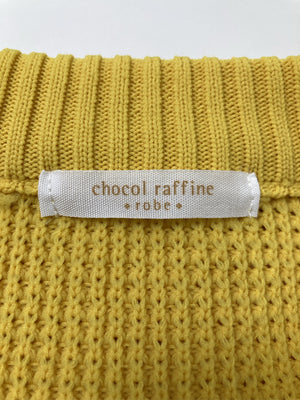 chocol raffine
• robe •